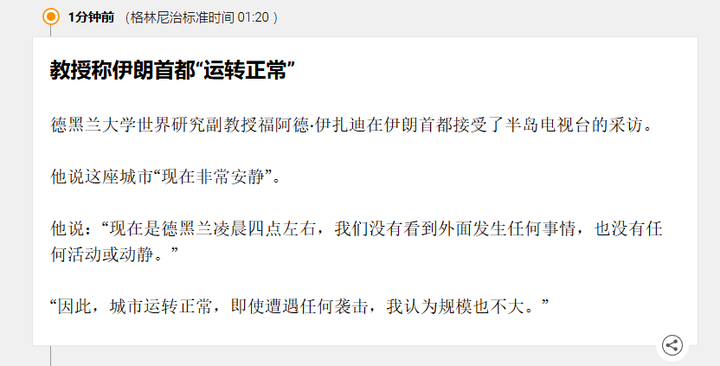 1分钟前 （格林尼治标准时间 01:20 ）
教授称伊朗首都“运转正常”
德黑兰大学世界研究副教授福阿德·伊扎迪在伊朗首都接受了半岛电视台的采访。
他说这座城市“现在非常安静”。
他说：“现在是德黑兰凌晨四点左右，我们没有看到外面发生任何事情，也没有任
何活动或动静。”
“因此，城市运转正常，即使遭遇任何袭击，我认为规模也不大。”